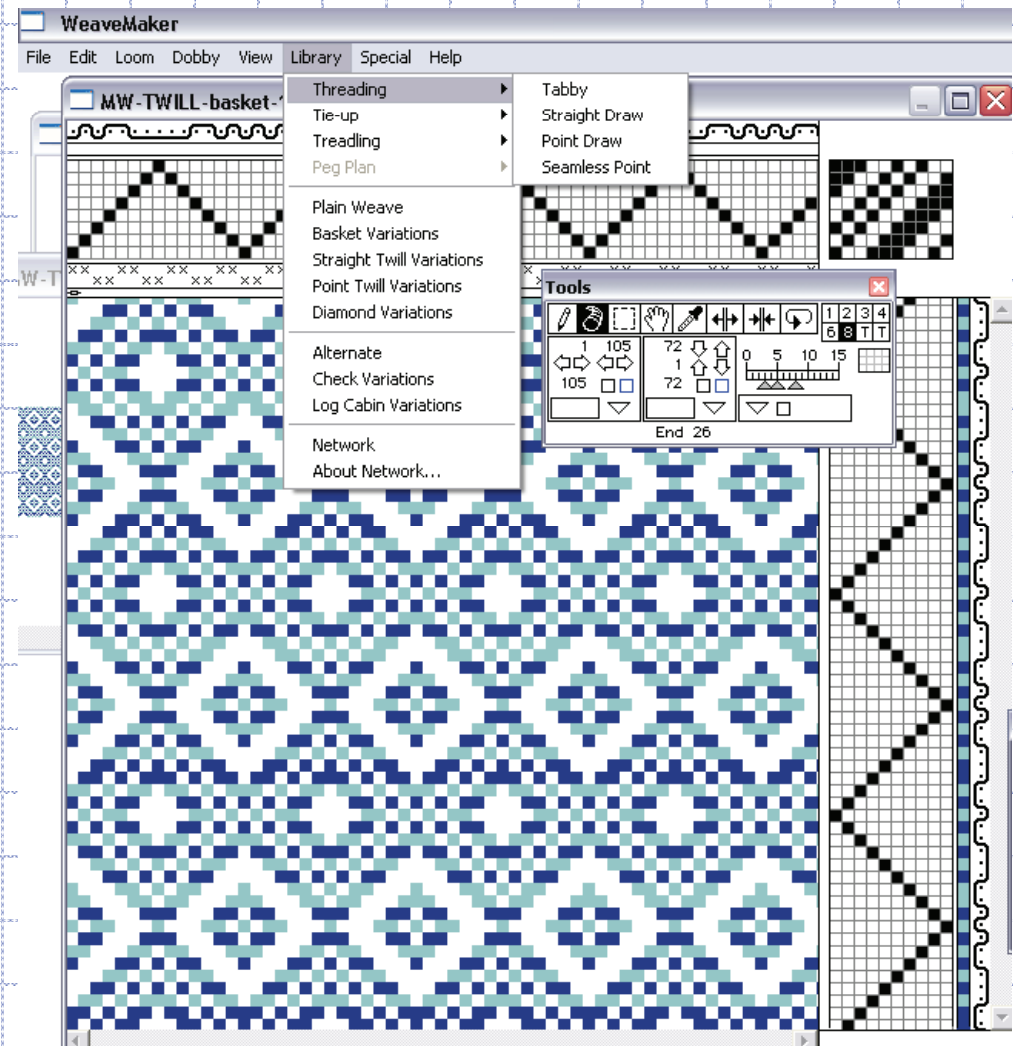 WeaveMaker
File Edit Loom Dobby View Library Special Help
MW-TWILL-basket-
Threading
Tie-up
Treadling
Peg Plan
Plain Weave
Basket Variations
Straight Twill Variations
Point Twill Variations
Diamond Variations
Alternate
Check Variations
Log Cabin Variations
Network
About Network...
Tabby
Straight Draw
Point Draw
Seamless Point
W-T
Tools
1 2 3 4
6 8 T T
1 105
105
72
1
72
0 5 10 15
End 26